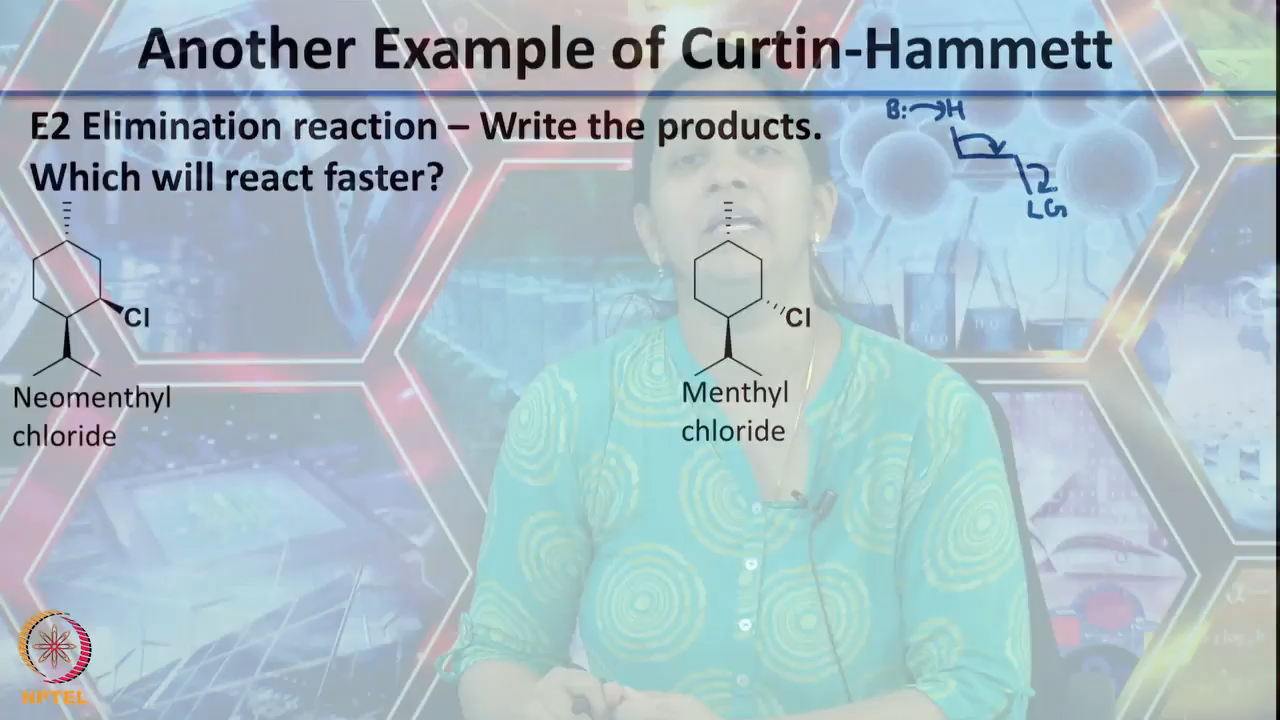 Another Example of Curtin-Hammett
E2 Elimination reaction – Write the products.
Which will react faster?
B: H
LG
Cl
Cl
Neomenthyl
chloride
Menthyl
chloride
NPTEL